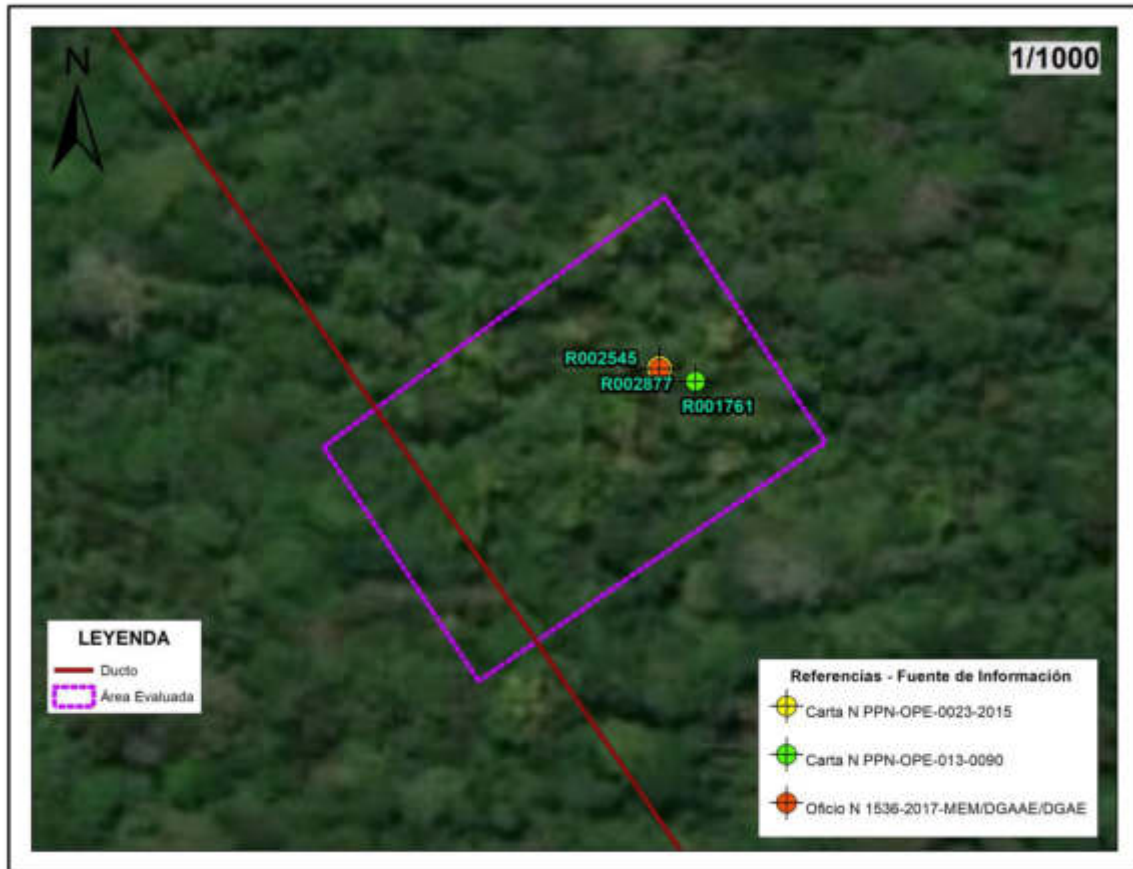 N
1/1000
R002545
R002877
R001761
LEYENDA
Ducto
Área Evaluada
Referencias - Fuente de Información
Carta N PPN-OPE-0023-2015
Carta N PPN-OPE-013-0090
Oficio N 1536-2017-MEM/DGAAE/DGAE